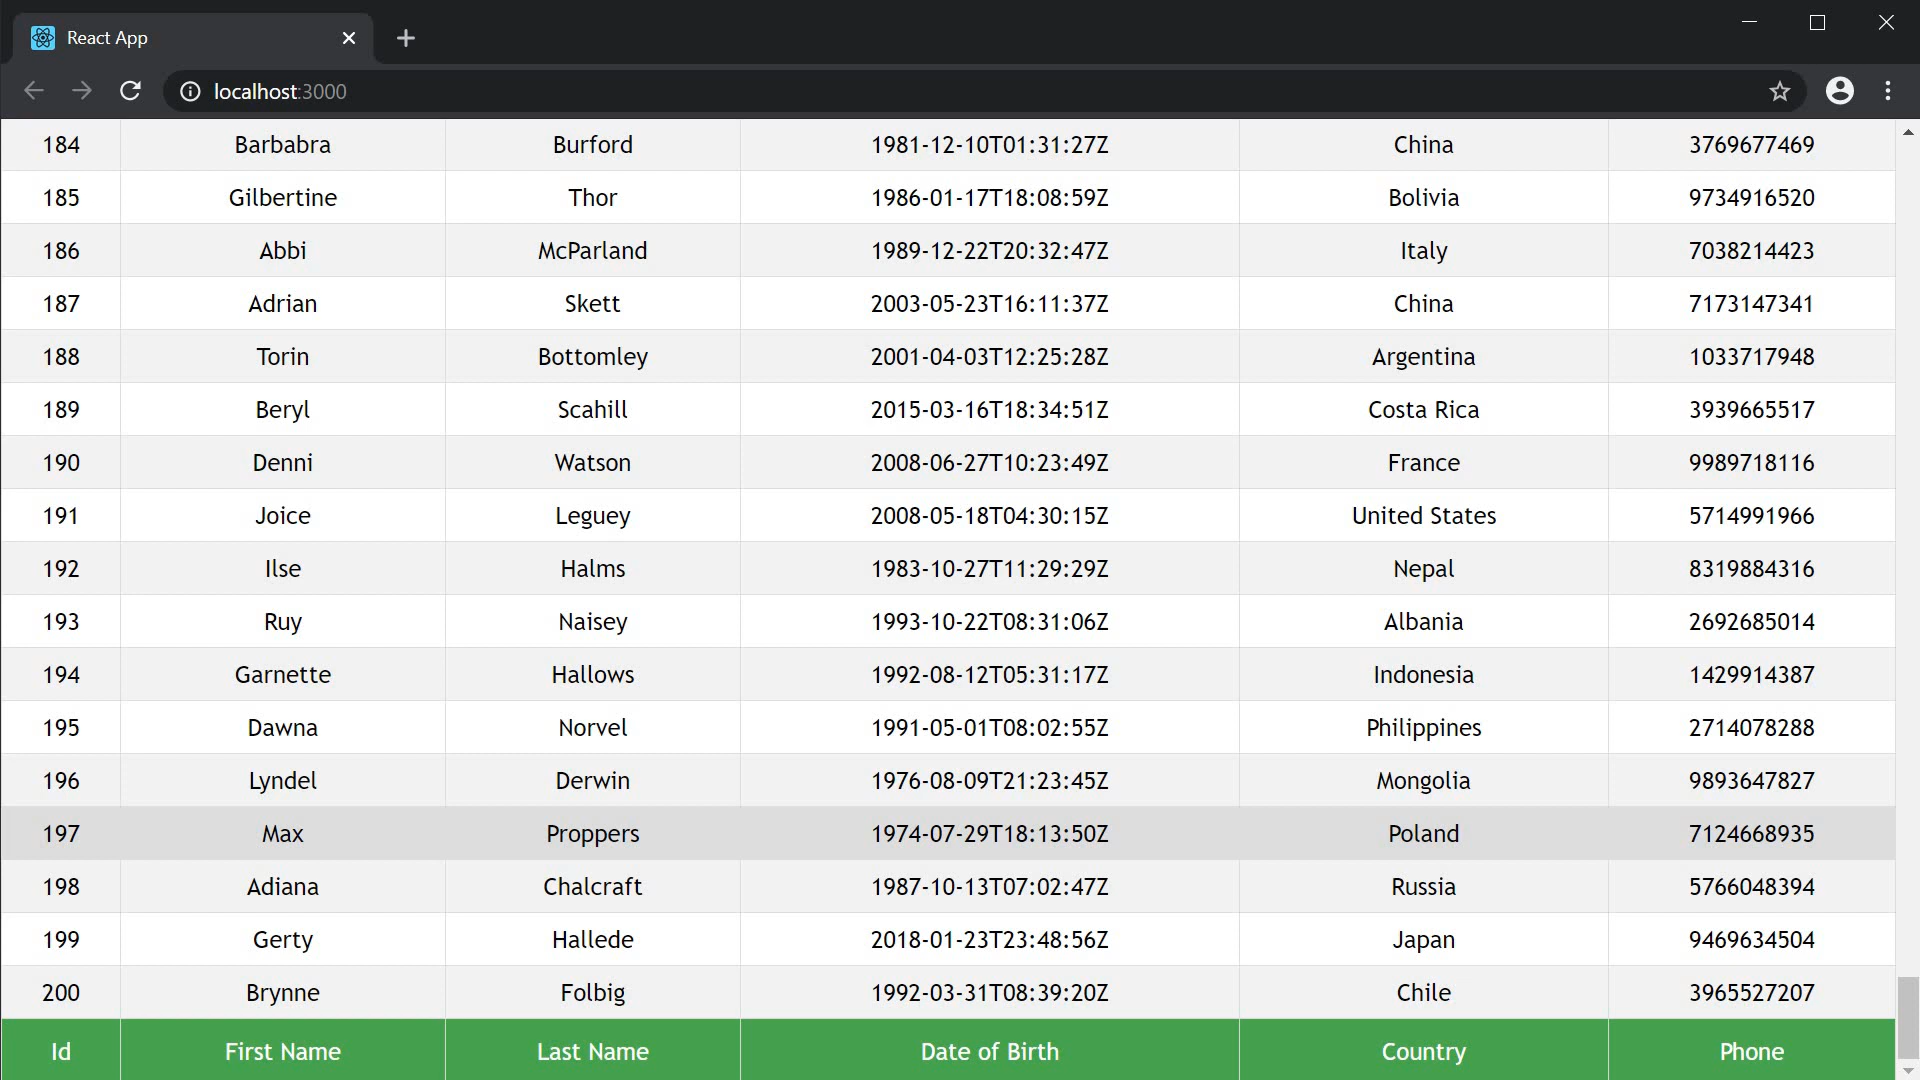 React App
localhost:3000
184 Barbabra Burford 1981-12-10T01:31:27Z China 3769677469
185 Gilbertine Thor 1986-01-17T18:08:59Z Bolivia 9734916520
186 Abbi McParland 1989-12-22T20:32:47Z Italy 7038214423
187 Adrian Skett 2003-05-23T16:11:37Z China 7173147341
188 Torin Bottomley 2001-04-03T12:25:28Z Argentina 1033717948
189 Beryl Scahill 2015-03-16T18:34:51Z Costa Rica 3939665517
190 Denni Watson 2008-06-27T10:23:49Z France 9989718116
191 Joice Leguey 2008-05-18T04:30:15Z United States 5714991966
192 Ilse Halms 1983-10-27T11:29:29Z Nepal 8319884316
193 Ruy Naisey 1993-10-22T08:31:06Z Albania 2692685014
194 Garnette Hallows 1992-08-12T05:31:17Z Indonesia 1429914387
195 Dawna Norvel 1991-05-01T08:02:55Z Philippines 2714078288
196 Lyndel Derwin 1976-08-09T21:23:45Z Mongolia 9893647827
197 Max Proppers 1974-07-29T18:13:50Z Poland 7124668935
198 Adiana Chalcraft 1987-10-13T07:02:47Z Russia 5766048394
199 Gerty Hallede 2018-01-23T23:48:56Z Japan 9469634504
200 Brynne Folbig 1992-03-31T08:39:20Z Chile 3965527207
Id First Name Last Name Date of Birth Country Phone